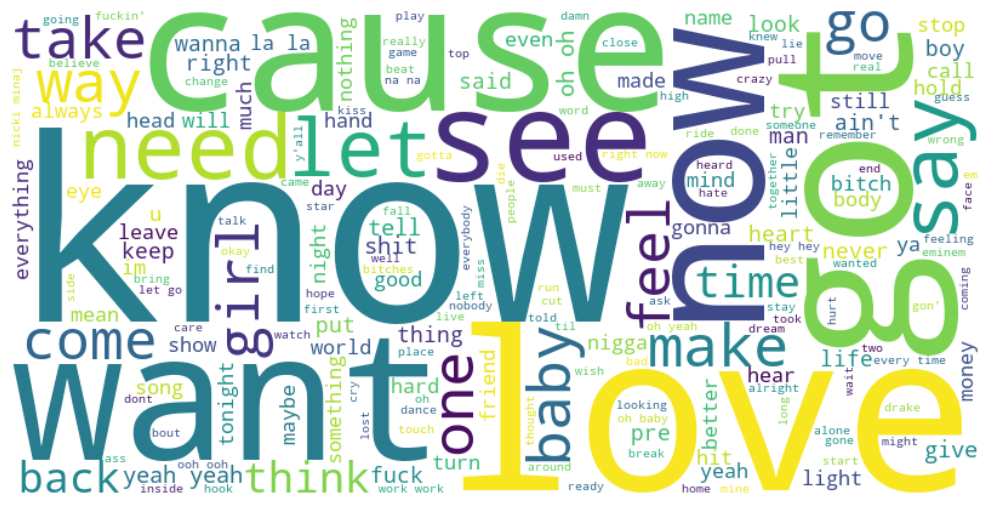 going
fuckin'
take
cause
play
damn
name
go
stop
wanna
la la
right
nothing
even
oh oh
really
game
close
knew
lie
look
boy
believe
change
said
beat
na na
top
made
pull
move
real
call
way
much
kiss
high
crazy
hold
nicki minaj
always
head
will
hand
word
now
got
try
still
guess
y'all
need
let
see
ride
done
someone
remember
ain't
wrong
gotta
used
right now
man
say
everything
came
die
heard
mind
together
little
end
face
em
eye
day
people
must
away
hate
bitch
know
star
body
u
fall
feel
gonna
heart
never
ya
feeling
leave
talk
tell
everybody
hey hey
wanted
eminem
keep
okay
night
shit
well
best
im
girl
find
bitches
good
miss
ask
time
bring
let go
hope
run
stay
hurt
gon'
coming
side
first
left
cut
took
mean
put
live
nobody
told
til
oh yeah
dream
come
care
watch
thing
nigga
make
two
show
world
place
one
bad
life
every time
want
friend
wish
hear
wait
money
song
tonight
something
hard
baby
alright
dont
maybe
cry
oh
love
looking
better
long
drake
bout
dance
oh baby
lost
touch
thought
pre
alone
might
ass
ooh ooh
break
gone
give
back
yeah yeah
think
fuck
turn
around
hit
yeah
start
light
inside
hook
work work
ready
home
mine